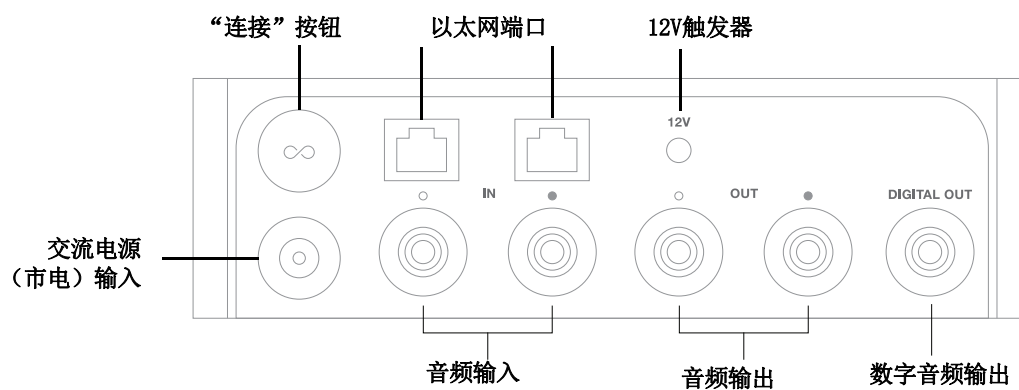 “连接”按钮
以太网端口
12V触发器
12V
IN
OUT
DIGITAL OUT
交流电源
（市电）输入
音频输入
音频输出
数字音频输出